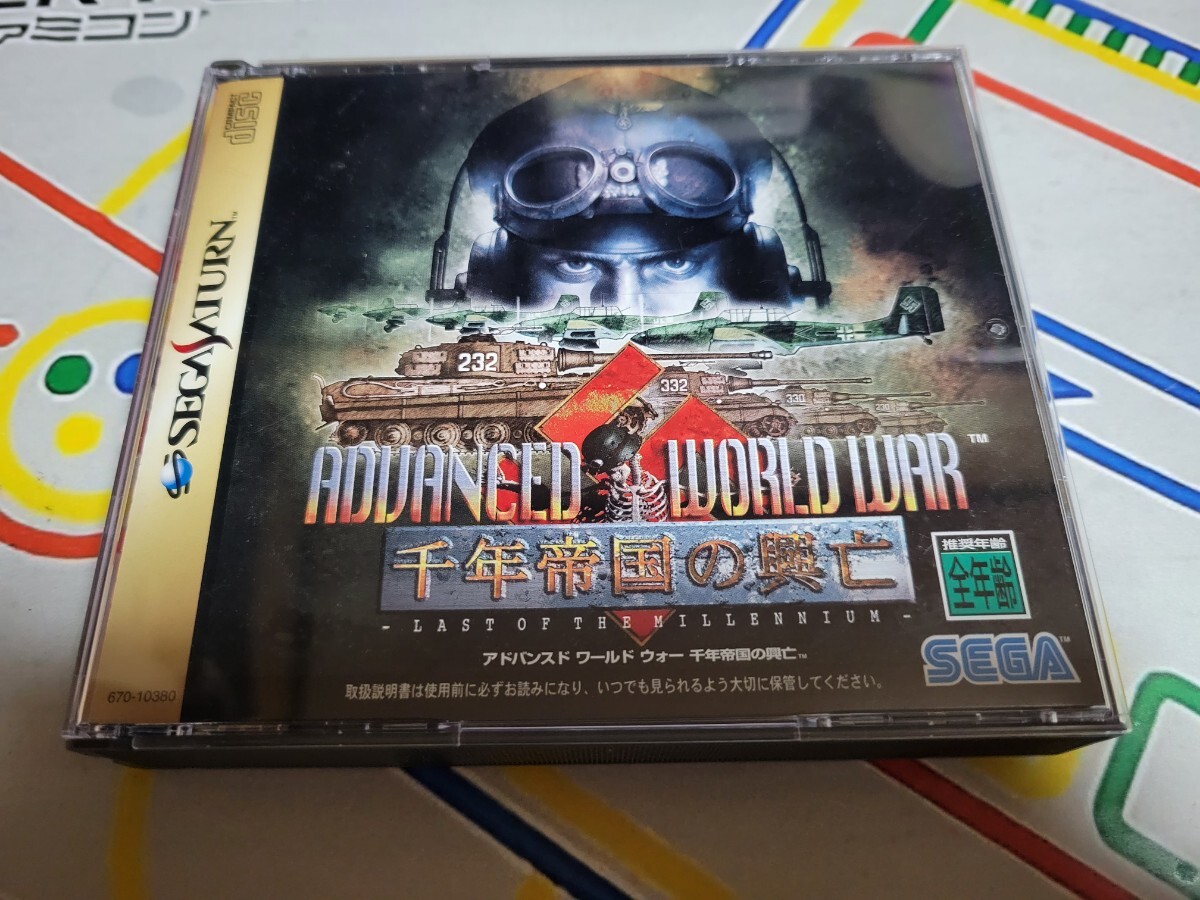 ァミコン
COMPACT
disc
SEGA SATURN™
232
332
330
230
ADVANCED WORLD WAR™
千年帝国の興亡
- LAST OF THE MILLENNIUM -
推奨年齢
全年齢
アドバンスド ワールド ウォー 千年帝国の興亡™
SEGA™
取扱説明書は使用前に必ずお読みになり、いつでも見られるよう大切に保管してください。
670-10380